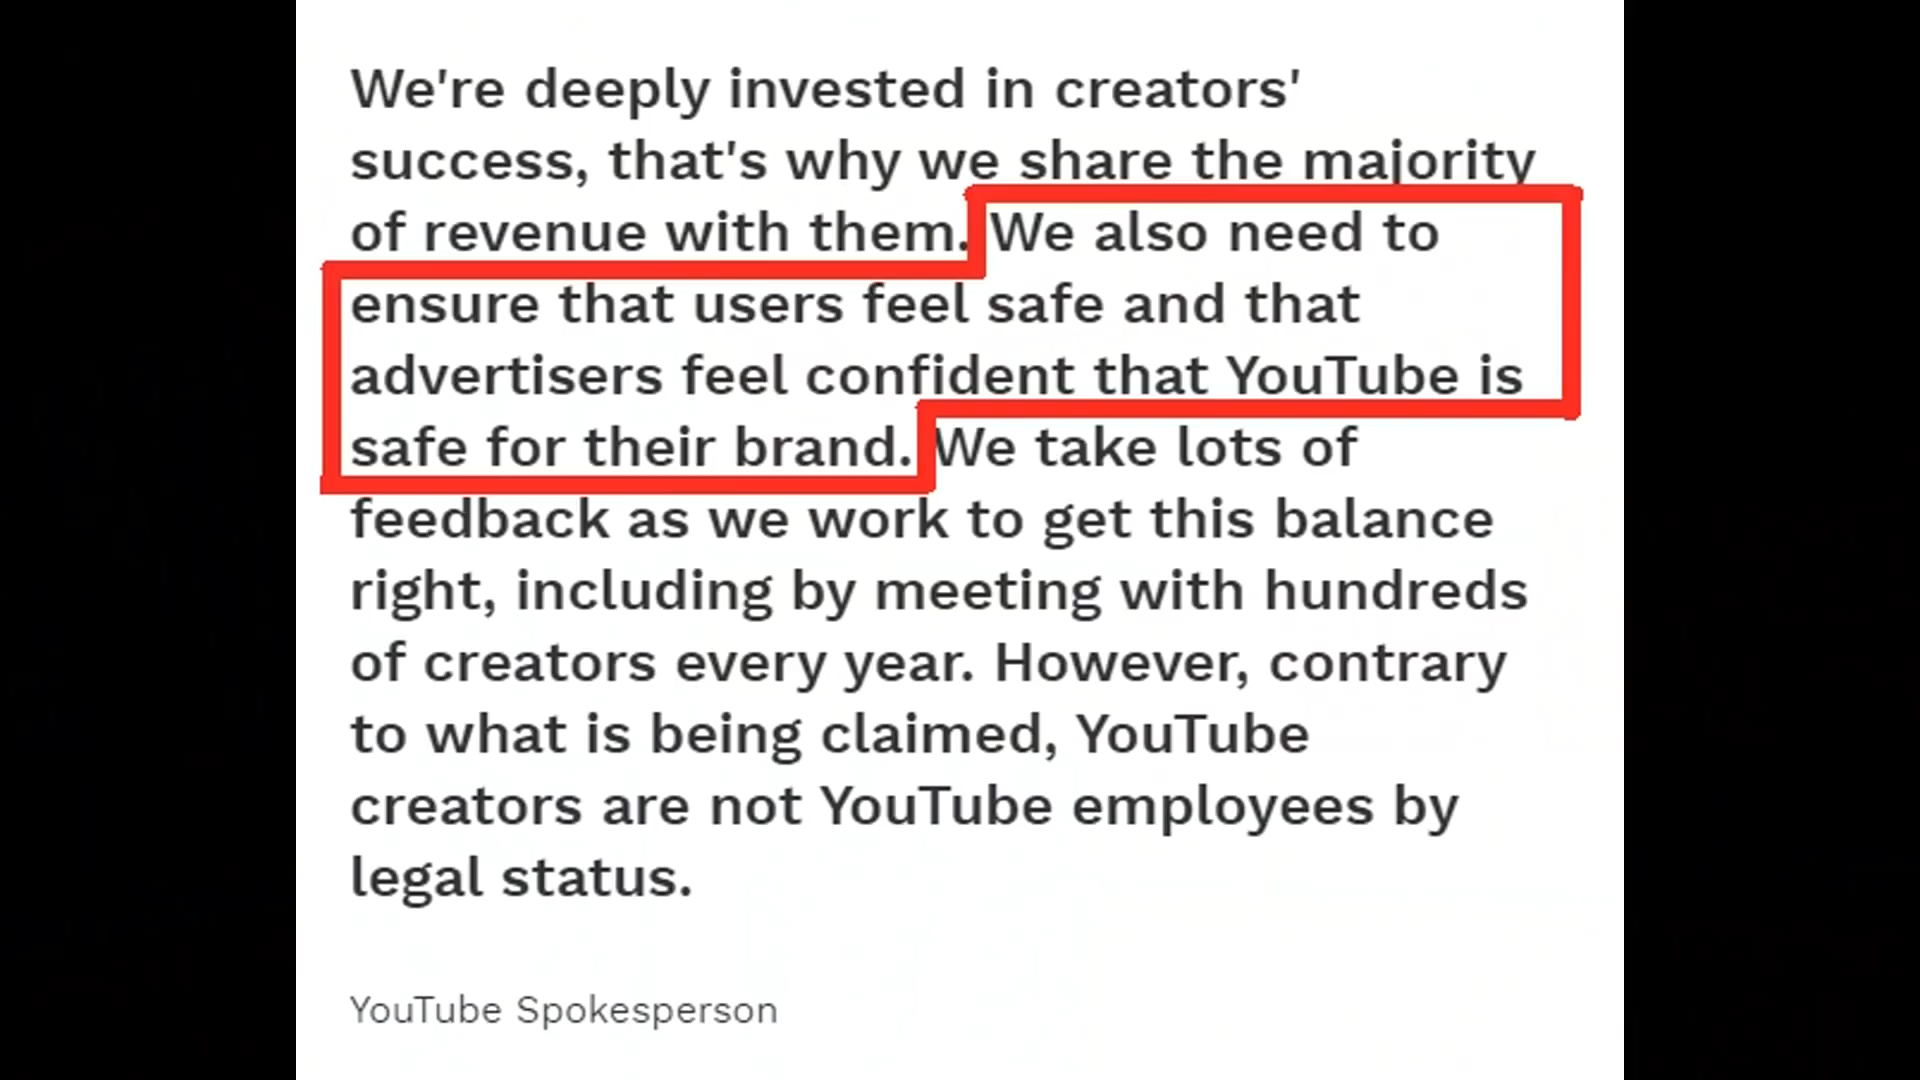 We're deeply invested in creators'
success, that's why we share the majority
of revenue with them. We also need to
ensure that users feel safe and that
advertisers feel confident that YouTube is
safe for their brand. We take lots of
feedback as we work to get this balance
right, including by meeting with hundreds
of creators every year. However, contrary
to what is being claimed, YouTube
creators are not YouTube employees by
legal status.
YouTube Spokesperson